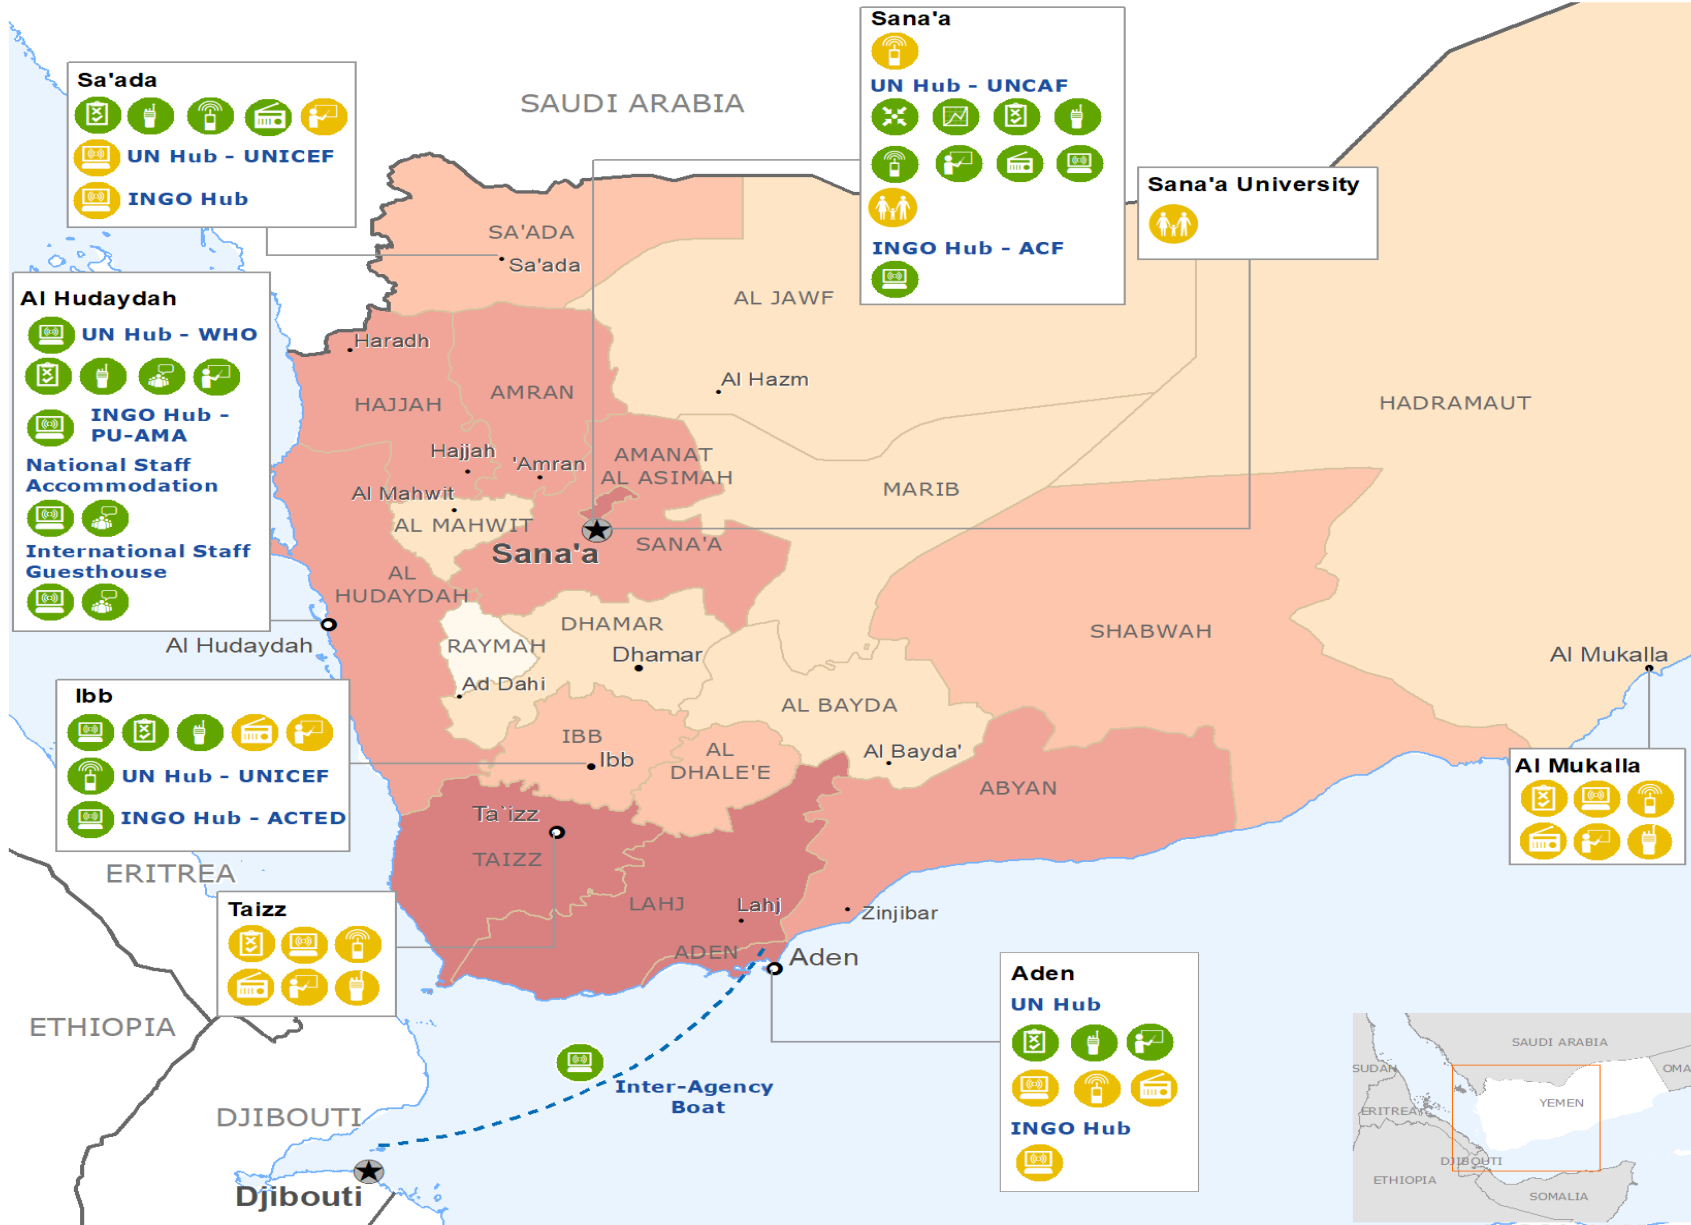 Sa'ada
UN Hub - UNICEF
INGO Hub
SAUDI ARABIA
Sana'a
UN Hub - UNCAF
INGO Hub - ACF
Sana'a University
Al Hudaydah
UN Hub - WHO
INGO Hub -
PU-AMA
National Staff
Accommodation
International Staff
Guesthouse
SA'ADA
Sa'ada
AL JAWF
Haradh
Al Hazm
HAJJAH
AMRAN
HADRAMAUT
Hajjah
'Amran
AMANAT
AL ASIMAH
MARIB
Al Mahwit
AL MAHWIT
Sana'a
SANA'A
AL
HUDAYDAH
Al Hudaydah
RAYMAH
DHAMAR
Dhamar
SHABWAH
Al Mukalla
Ad Dahi
AL BAYDA
Al Bayda'
IBB
Ibb
AL
DHALE'E
ABYAN
Ibb
UN Hub - UNICEF
INGO Hub - ACTED
Al Mukalla
Ta`izz
TAIZZ
ERITREA
LAHJ
Lahj
Zinjibar
ADEN
Aden
Taizz
ETHIOPIA
Aden
UN Hub
INGO Hub
Inter-Agency
Boat
DJIBOUTI
Djibouti
SAUDI ARABIA
SUDAN
OMA
ERITREA
YEMEN
DJIBOUTI
ETHIOPIA
SOMALIA